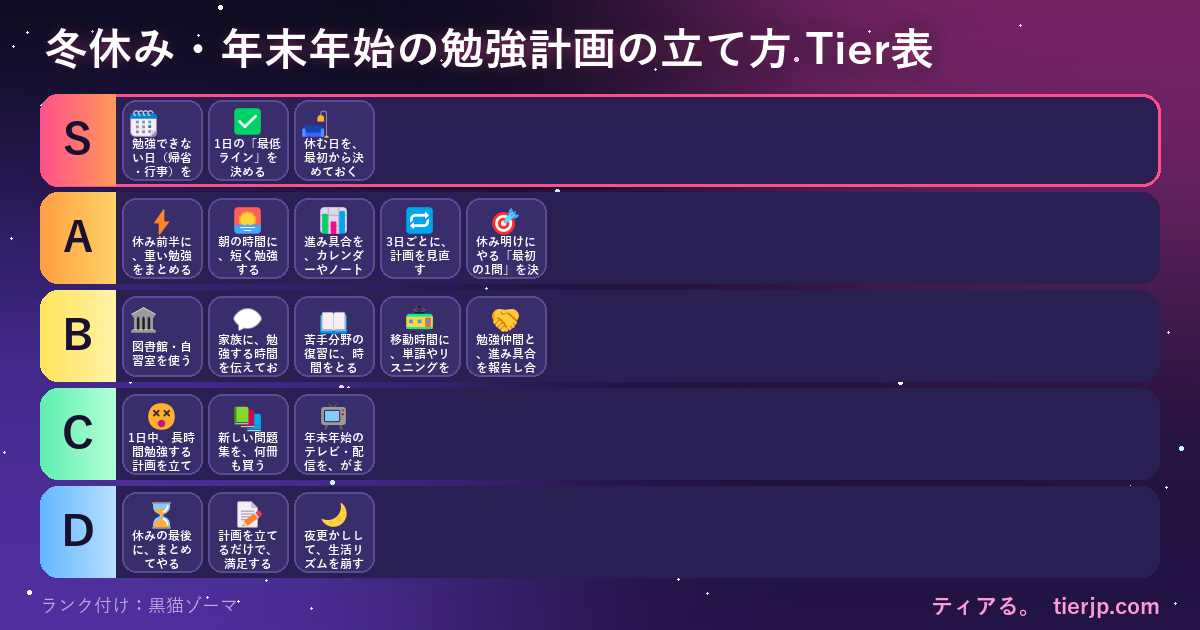 冬休み・年末年始の勉強計画の立て方 Tier表
S
勉強できな
い日（帰省
・行事）を
1日の「最低
ライン」を
決める
休む日を、
最初から決
めておく
A
休み前半に
、重い勉強
をまとめる
朝の時間に
、短く勉強
する
進み具合を
、カレンダ
ーやノート
3日ごとに、
計画を見直
す
休み明けに
やる「最初
の1問」を決
B
図書館・自
習室を使う
家族に、勉
強する時間
を伝えてお
苦手分野の
復習に、時
間をとる
移動時間に
、単語やリ
スニングを
勉強仲間と
、進み具合
を報告し合
C
1日中、長時
間勉強する
計画を立て
新しい問題
集を、何冊
も買う
年末年始の
テレビ・配
信を、がま
D
休みの最後
に、まとめ
てやる
計画を立て
るだけで、
満足する
夜更かしし
て、生活リ
ズムを崩す
ランク付け：黒猫ゾーマ
ティアる。 tierjp.com